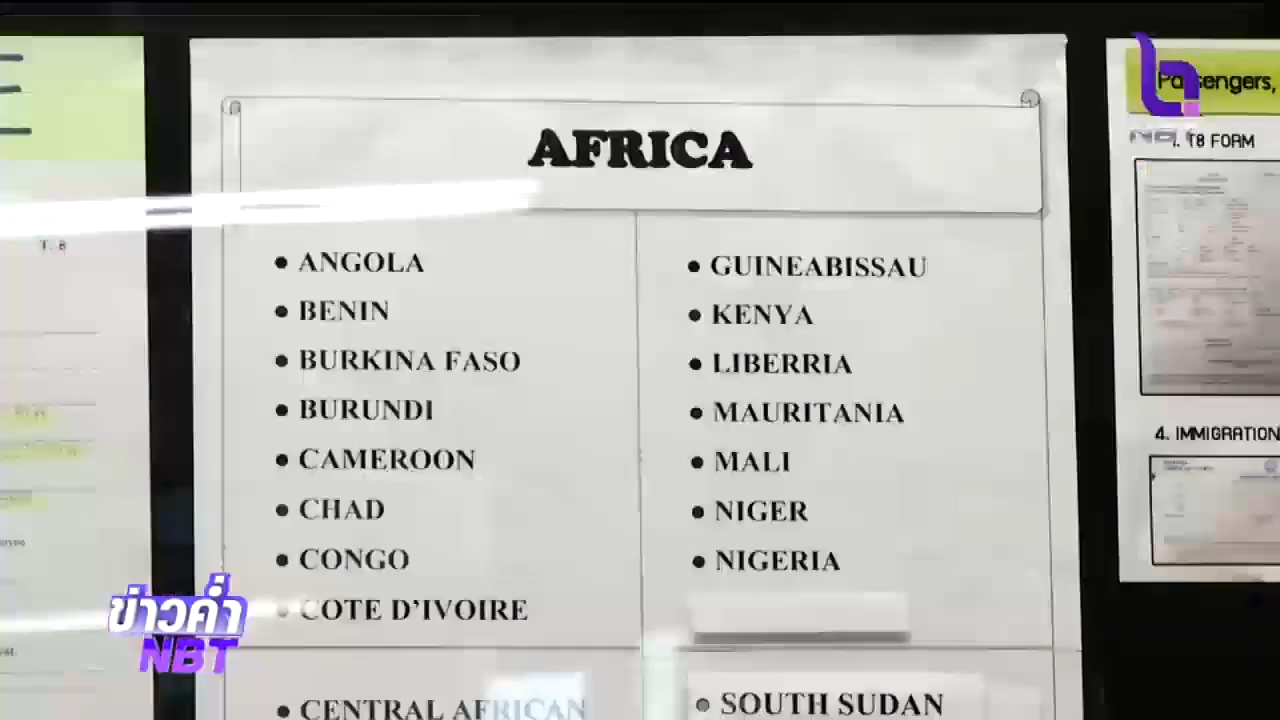 AFRICA
• ANGOLA
• BENIN
• BURKINA FASO
• BURUNDI
• CAMEROON
• CHAD
• CONGO
• COTE D'IVOIRE
• CENTRAL AFRICAN
• GUINEABISSAU
• KENYA
• LIBERRIA
• MAURITANIA
• MALI
• NIGER
• NIGERIA
• SOUTH SUDAN
Passengers,
1. T8 FORM
4. IMMIGRATION
T. 8
ข่าวค่ำ
NBT